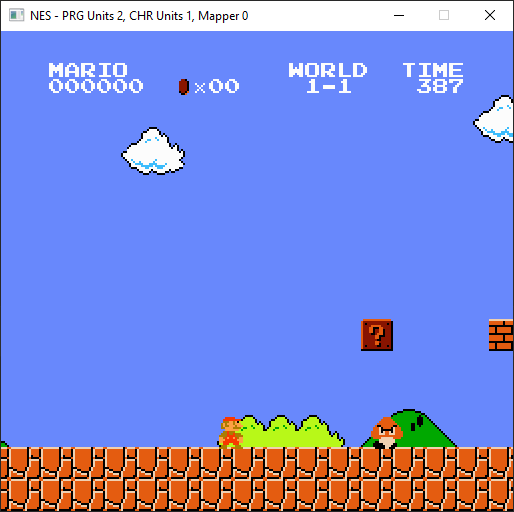 NES - PRG Units 2, CHR Units 1, Mapper 0
MARIO WORLD TIME
000000 ×00 1-1 387
?